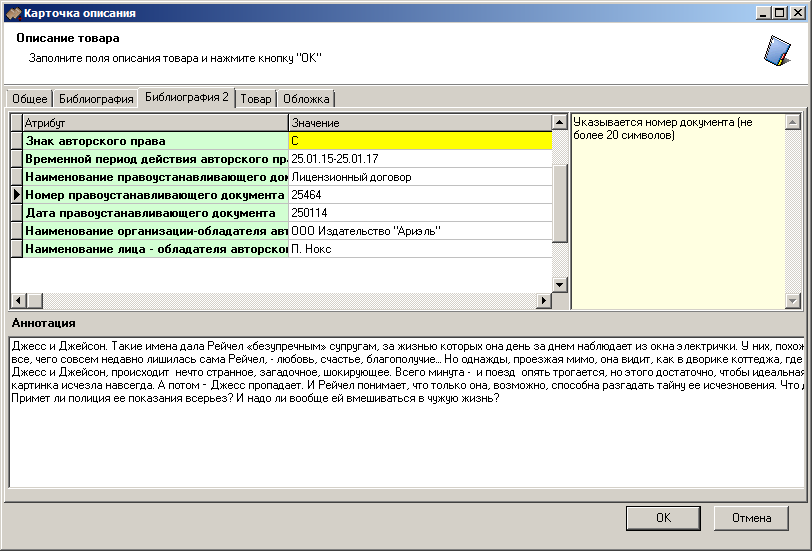 Карточка описания
Описание товара
Заполните поля описания товара и нажмите кнопку "ОК"
Общее Библиография Библиография 2 Товар Обложка
Атрибут Значение
Знак авторского права С
Временной период действия авторского пр 25.01.15-25.01.17
Наименование правоустанавливающего до Лицензионный договор
Номер правоустанавливающего документа 25464
Дата правоустанавливающего документа 250114
Наименование организации-обладателя авт ООО Издательство "Ариэль"
Наименование лица - обладателя авторско П. Нокс
Указывается номер документа (не
более 20 символов)
Аннотация
Джесс и Джейсон. Такие имена дала Рейчел «безупречным» супругам, за жизнью которых она день за днем наблюдает из окна электрички. У них, похож
все, чего совсем недавно лишилась сама Рейчел, - любовь, счастье, благополучие... Но однажды, проезжая мимо, она видит, как в дворике коттеджа, где
Джесс и Джейсон, происходит нечто странное, загадочное, шокирующее. Всего минута - и поезд опять трогается, но этого достаточно, чтобы идеальная
картинка исчезла навсегда. А потом - Джесс пропадает. И Рейчел понимает, что только она, возможно, способна разгадать тайну ее исчезновения. Что д
Примет ли полиция ее показания всерьез? И надо ли вообще ей вмешиваться в чужую жизнь?
ОК Отмена